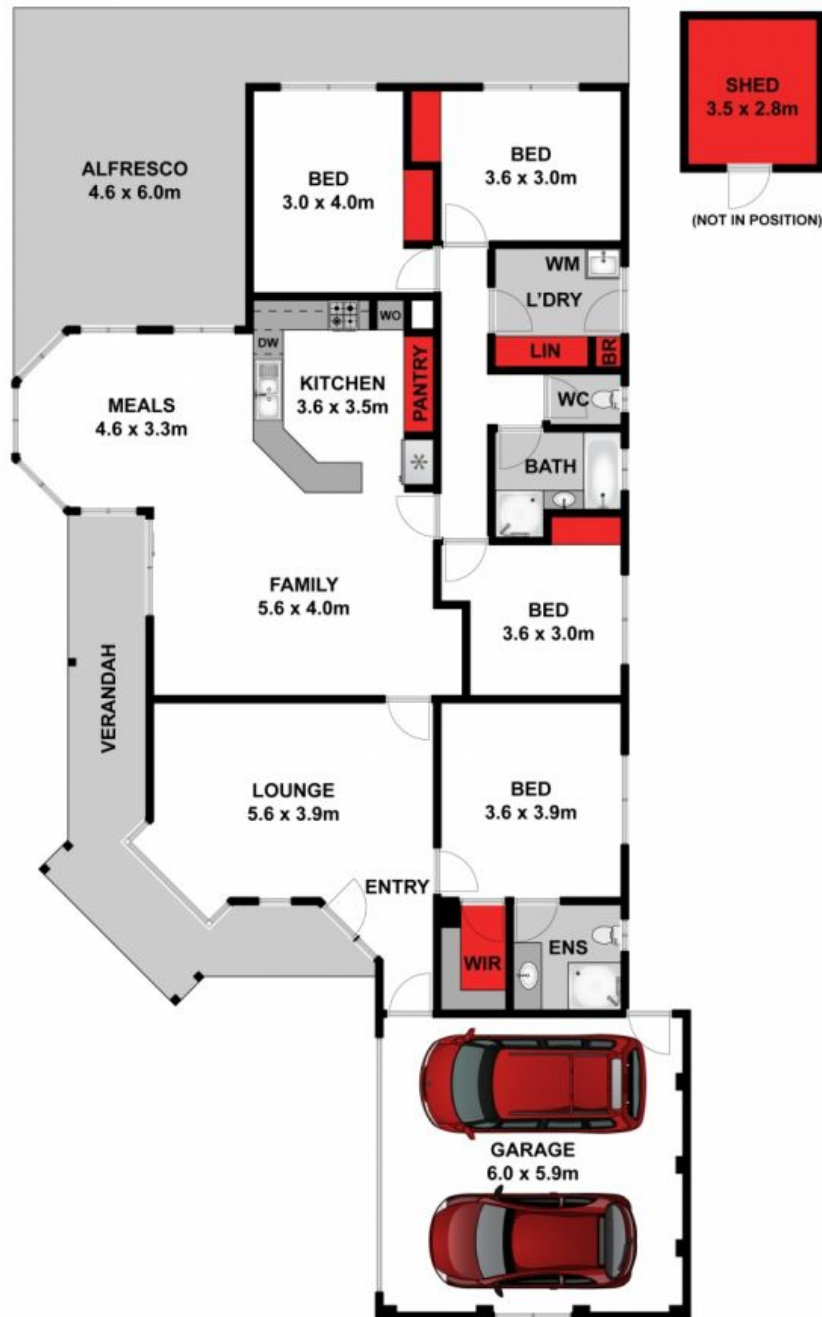 SHED
3.5 x 2.8m
(NOT IN POSITION)
ALFRESCO
4.6 x 6.0m
BED
3.0 x 4.0m
BED
3.6 x 3.0m
WM
L'DRY
LIN
BR
WO
DW
KITCHEN
3.6 x 3.5m
PANTRY
MEALS
4.6 x 3.3m
WC
BATH
FAMILY
5.6 x 4.0m
BED
3.6 x 3.0m
VERANDAH
LOUNGE
5.6 x 3.9m
BED
3.6 x 3.9m
ENTRY
WIR
ENS
GARAGE
6.0 x 5.9m